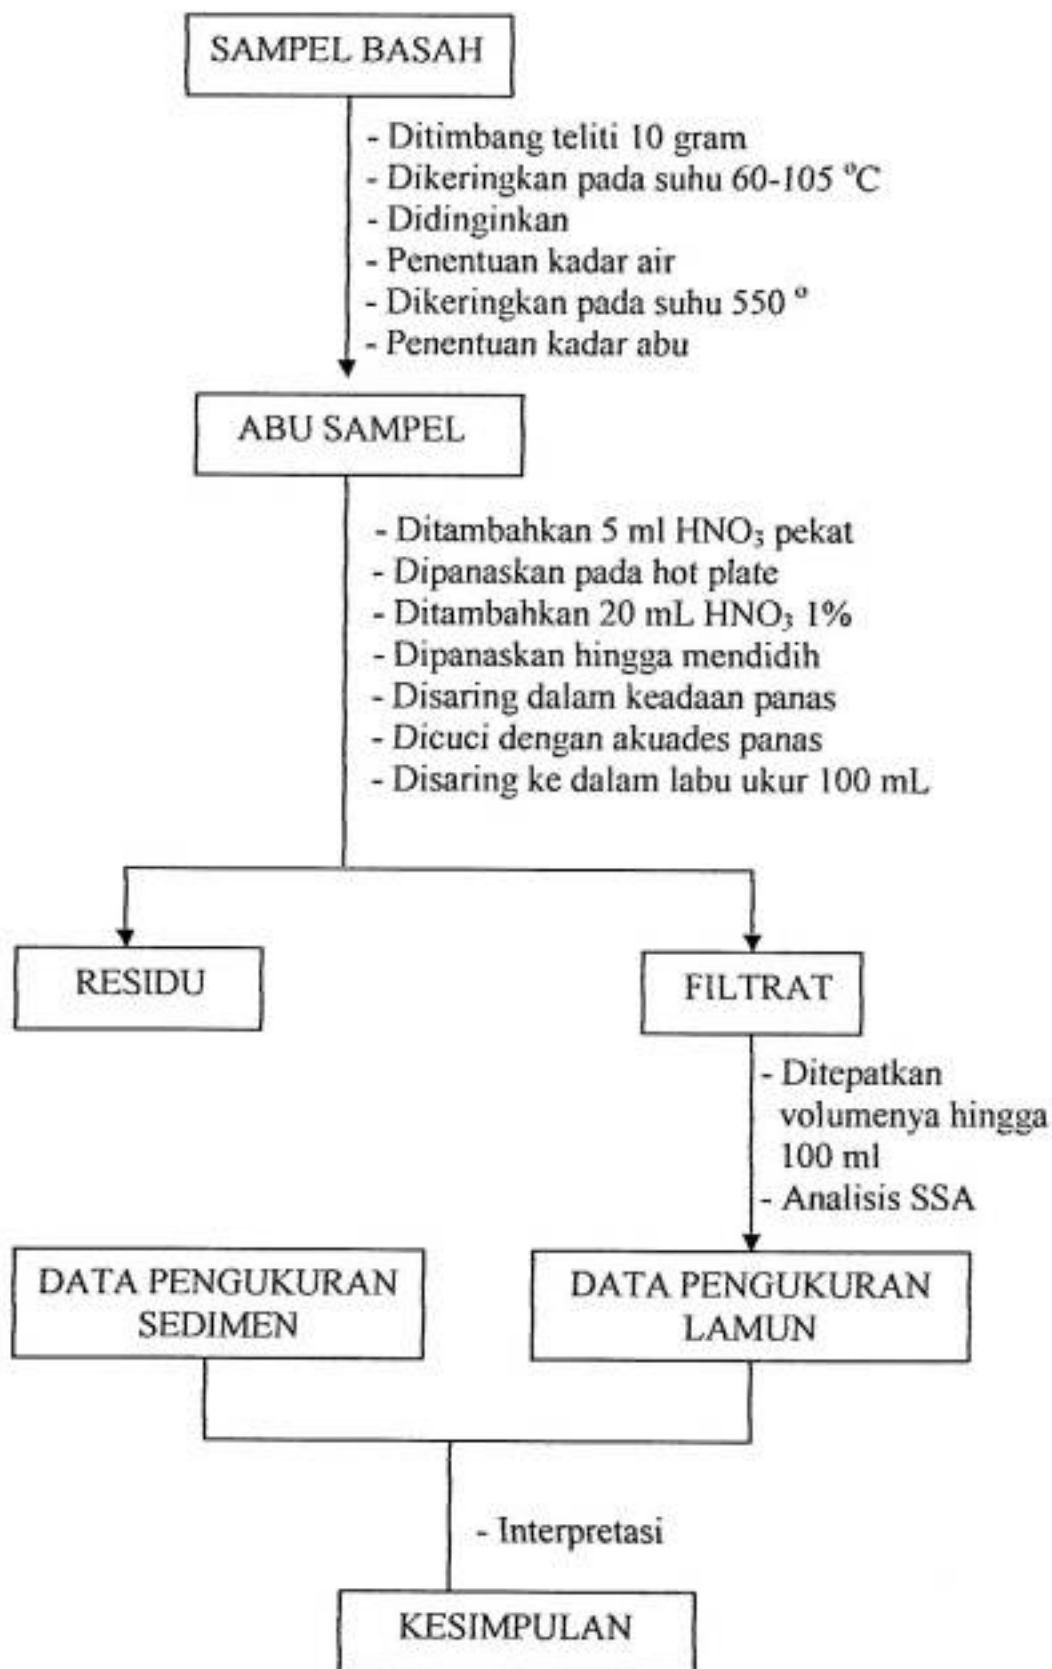 SAMPEL BASAH
- Ditimbang teliti 10 gram
- Dikeringkan pada suhu 60-105 °C
- Didinginkan
- Penentuan kadar air
- Dikeringkan pada suhu 550 °
- Penentuan kadar abu
ABU SAMPEL
- Ditambahkan 5 ml HNO₃ pekat
- Dipanaskan pada hot plate
- Ditambahkan 20 mL HNO₃ 1%
- Dipanaskan hingga mendidih
- Disaring dalam keadaan panas
- Dicuci dengan akuades panas
- Disaring ke dalam labu ukur 100 mL
RESIDU
FILTRAT
- Ditepatkan
volumenya hingga
100 ml
- Analisis SSA
DATA PENGUKURAN
SEDIMEN
DATA PENGUKURAN
LAMUN
- Interpretasi
KESIMPULAN